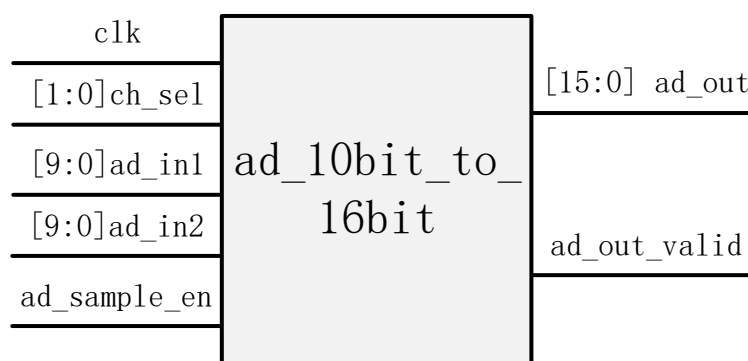 clk
[1:0]ch_sel
[9:0]ad_in1
[9:0]ad_in2
ad_sample_en
ad_10bit_to_
16bit
[15:0] ad_out
ad_out_valid